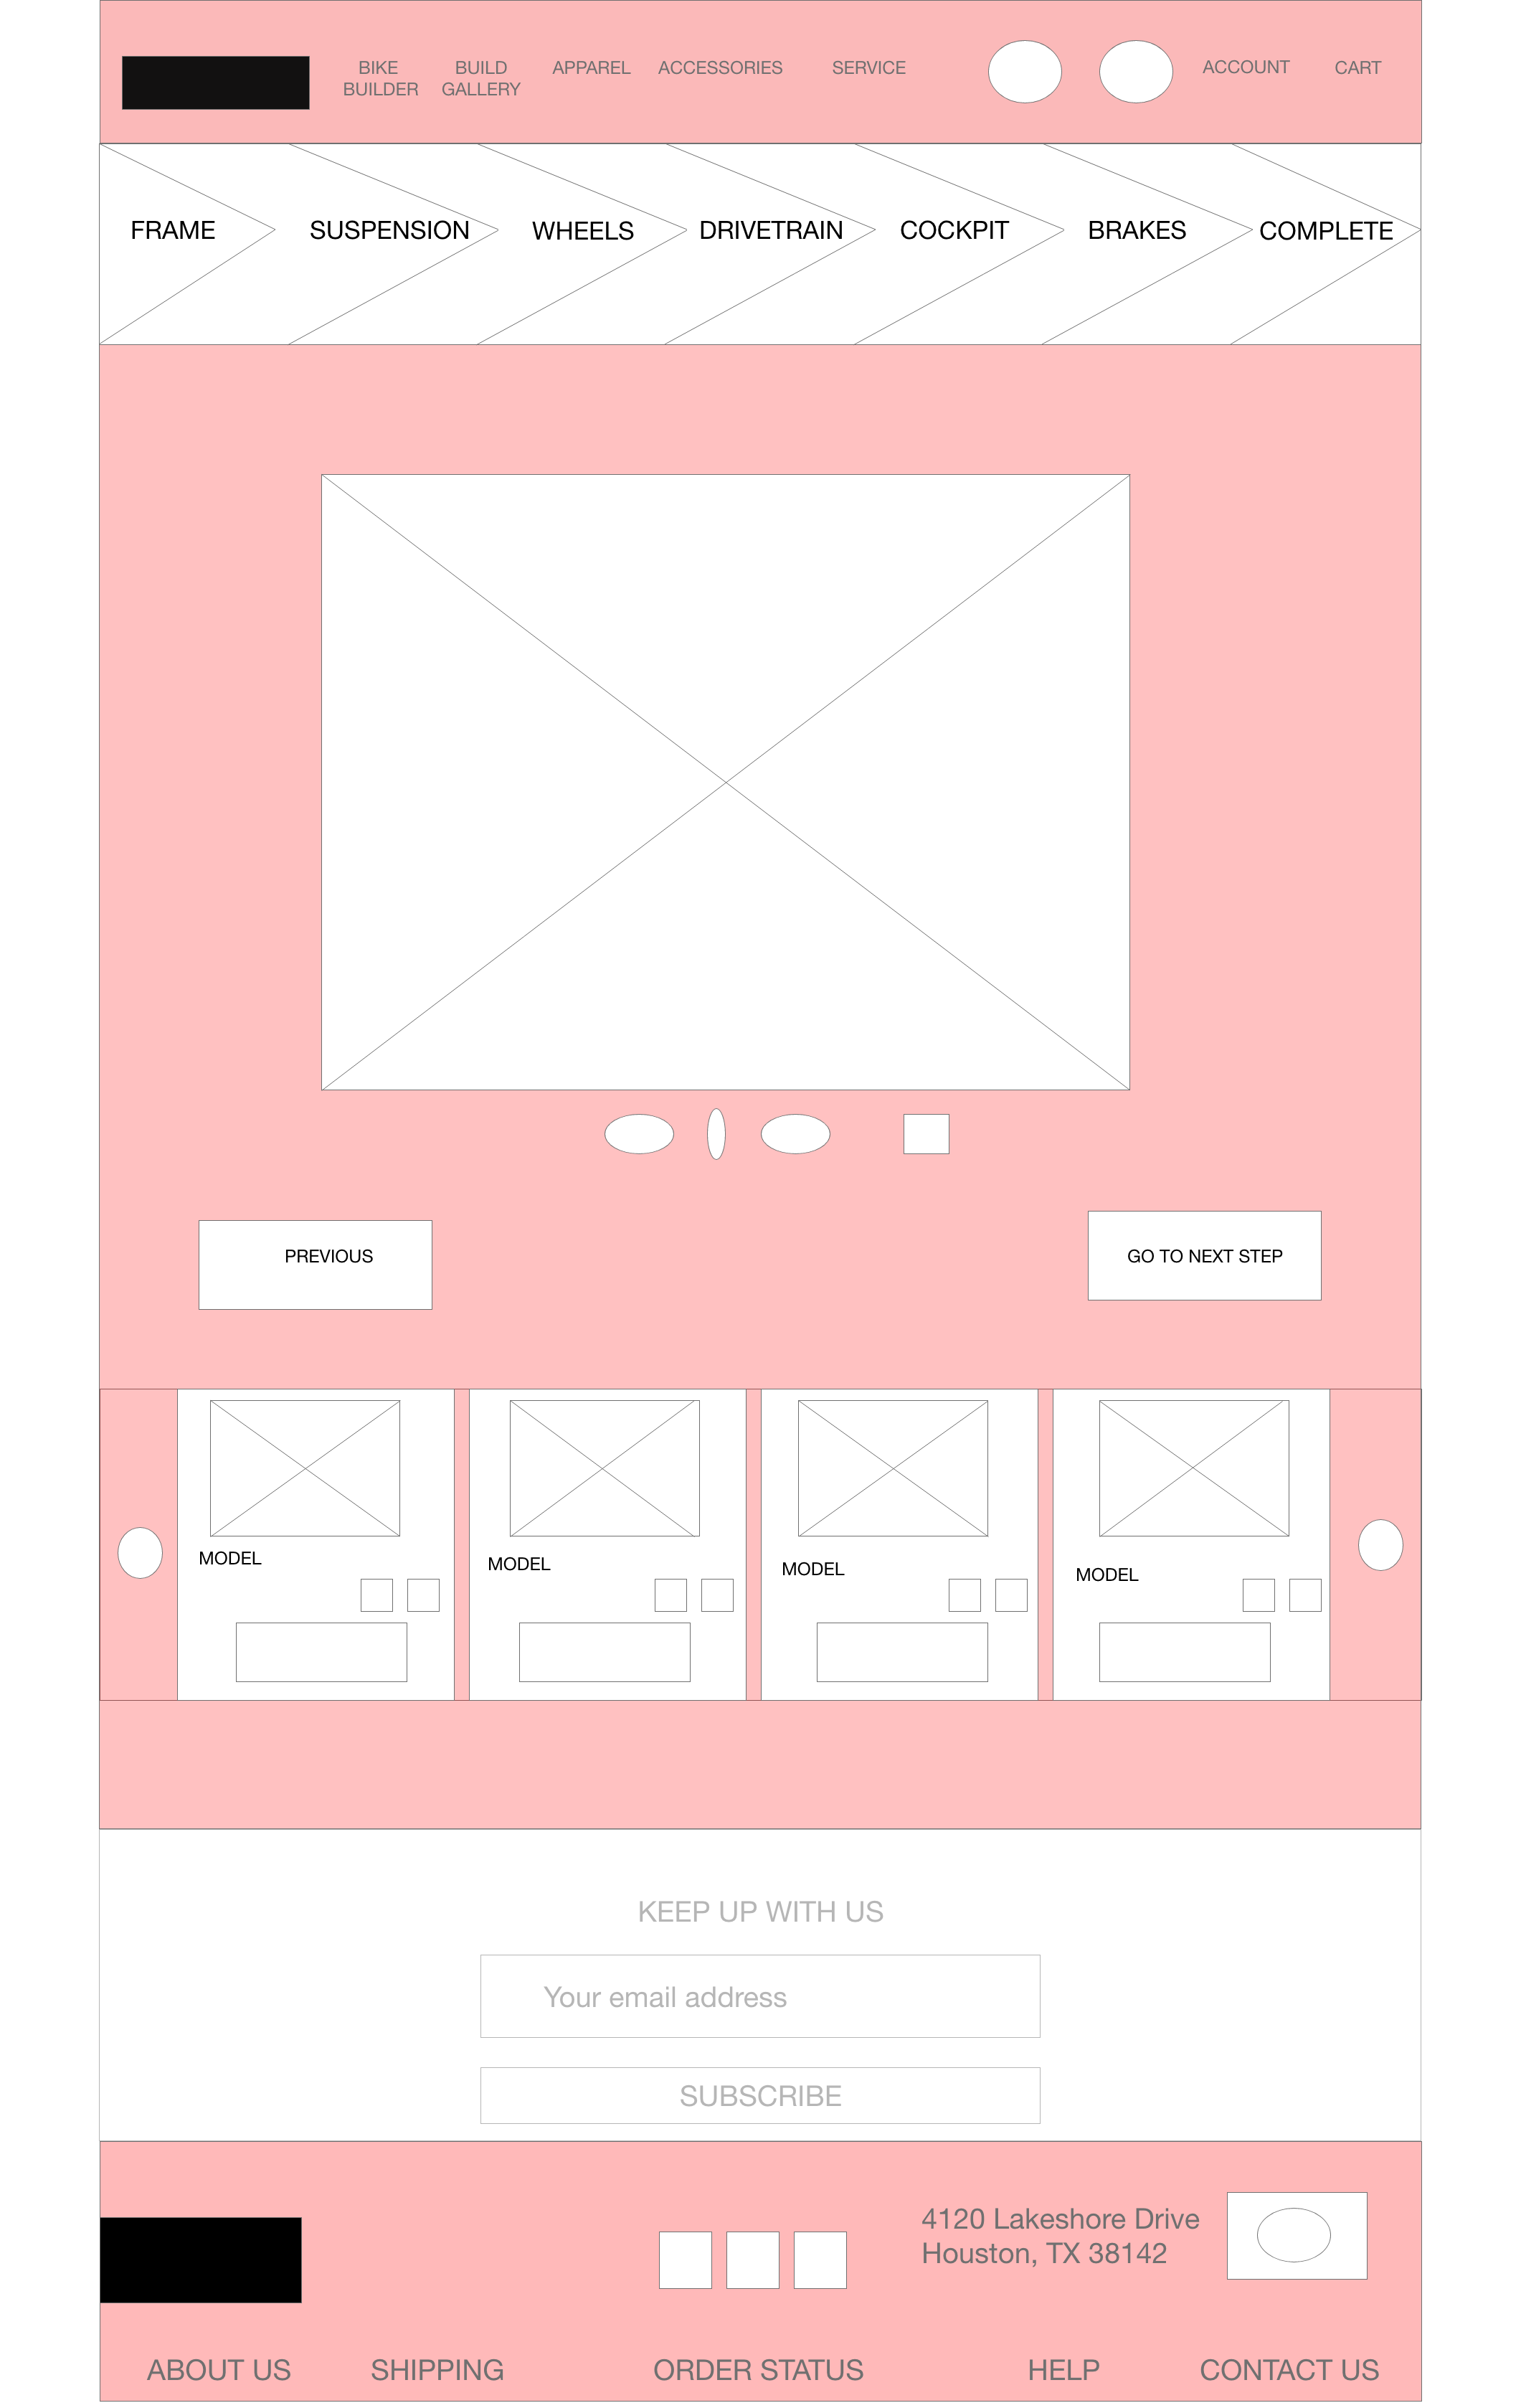 BIKE
BUILDER
BUILD
GALLERY
APPAREL
ACCESSORIES
SERVICE
ACCOUNT
CART
FRAME
SUSPENSION
WHEELS
DRIVETRAIN
COCKPIT
BRAKES
COMPLETE
PREVIOUS
GO TO NEXT STEP
MODEL
MODEL
MODEL
MODEL
KEEP UP WITH US
Your email address
SUBSCRIBE
4120 Lakeshore Drive
Houston, TX 38142
ABOUT US
SHIPPING
ORDER STATUS
HELP
CONTACT US